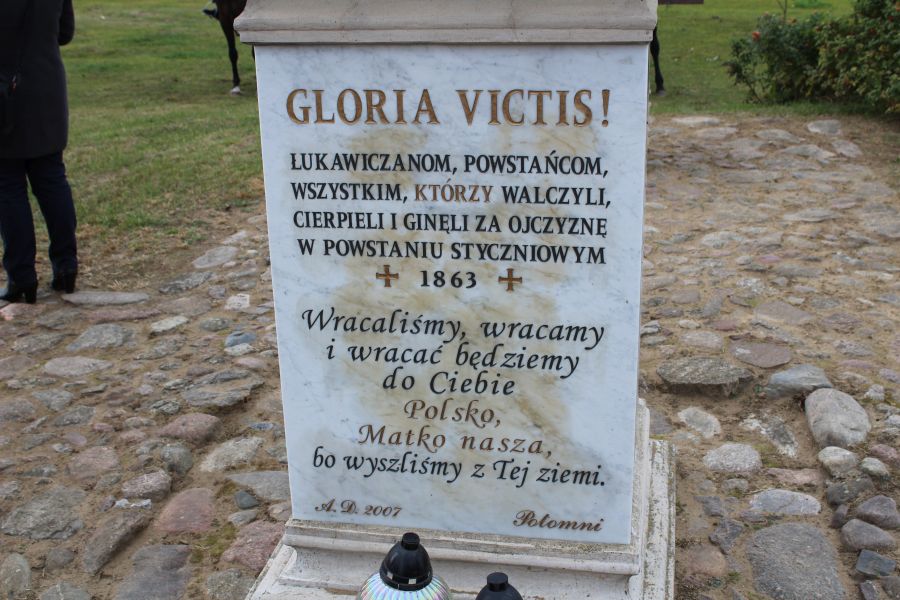 GLORIA VICTIS!
ŁUKAWICZANOM, POWSTAŃCOM,
WSZYSTKIM, KTÓRZY WALCZYLI,
CIERPIELI I GINĘLI ZA OJCZYZNĘ
W POWSTANIU STYCZNIOWYM
1863
Wracaliśmy, wracamy
i wracać będziemy
do Ciebie
Polsko,
Matko nasza,
bo wyszliśmy z Tej ziemi.
A.D. 2007 Potomni